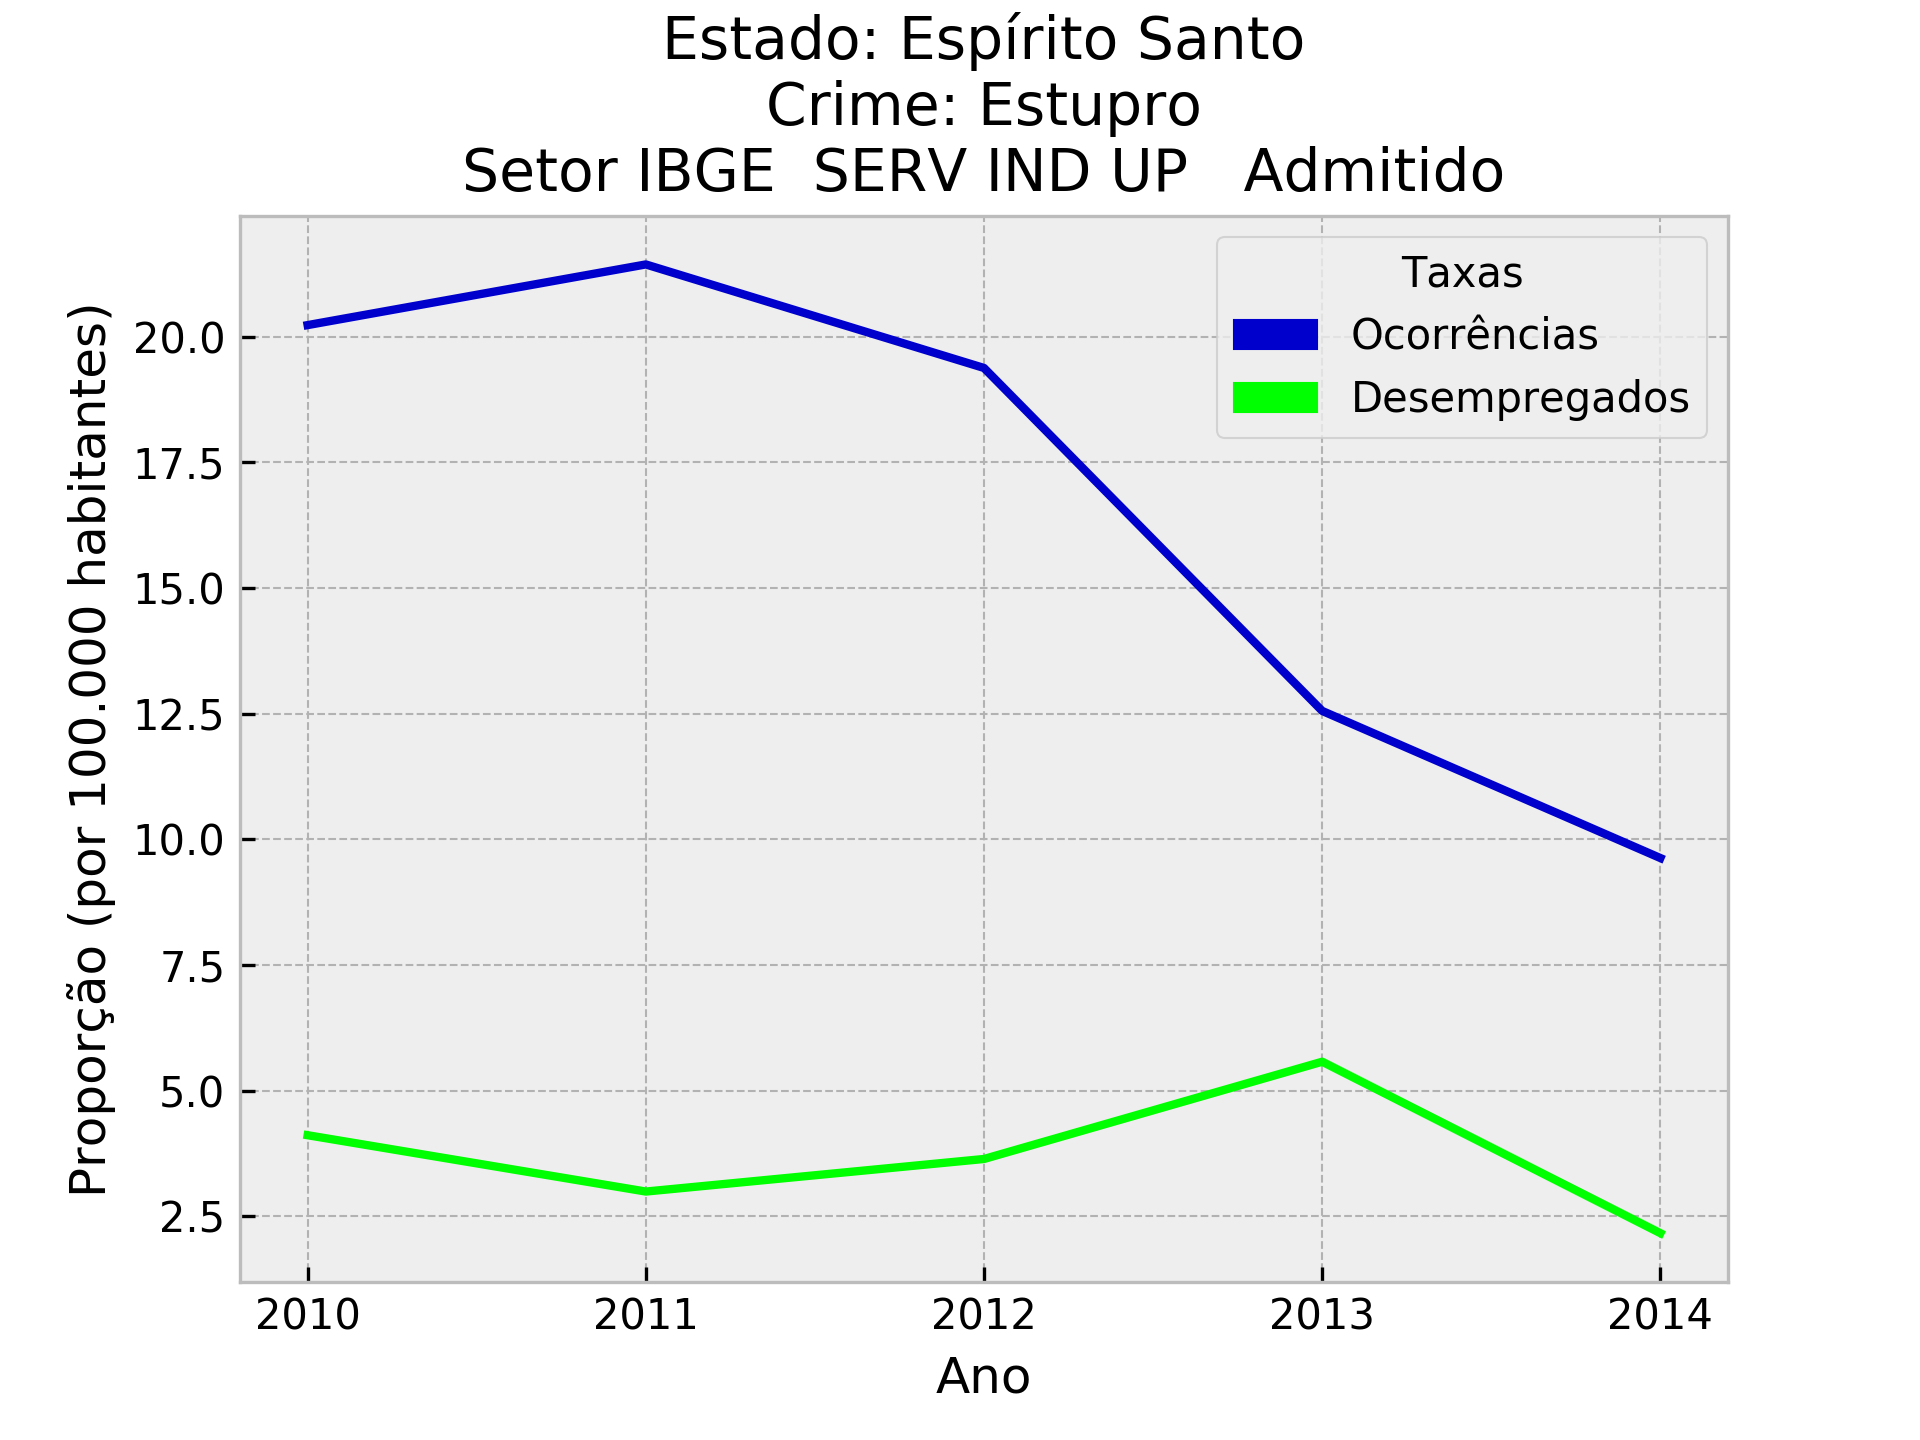 Estado: Espírito Santo
Crime: Estupro
Setor IBGE  SERV IND UP   Admitido
Proporção (por 100.000 habitantes)
20.0
17.5
15.0
12.5
10.0
7.5
5.0
2.5
Taxas
Ocorrências
Desempregados
2010 2011 2012 2013 2014
Ano